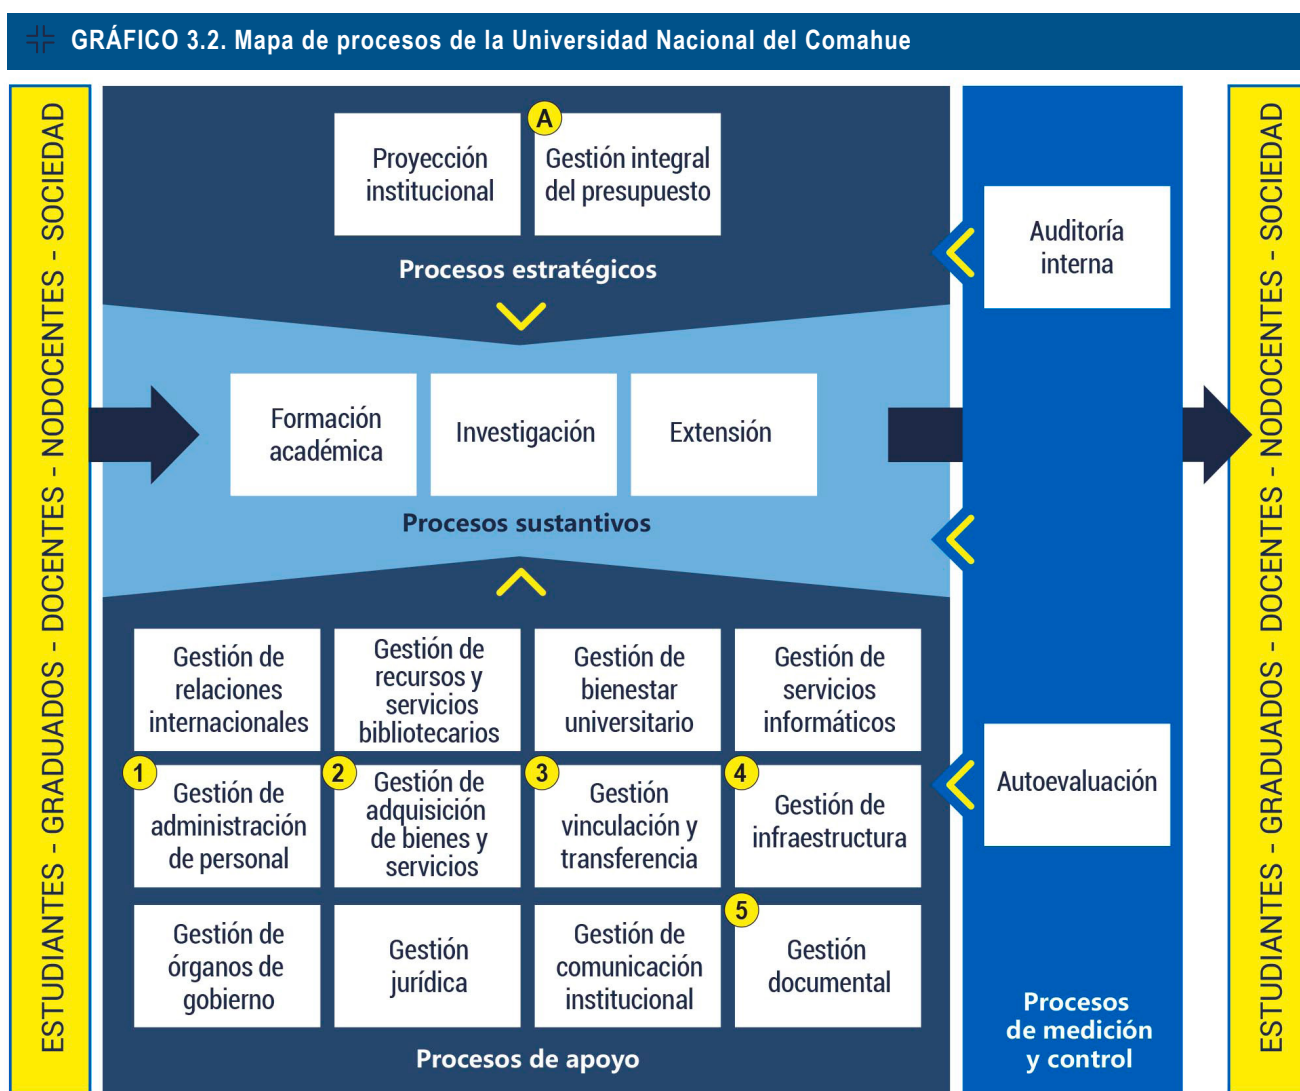 GRÁFICO 3.2. Mapa de procesos de la Universidad Nacional del Comahue
ESTUDIANTES - GRADUADOS - DOCENTES - NODOCENTES - SOCIEDAD
Proyección
institucional
A
Gestión integral
del presupuesto
Procesos estratégicos
Formación
académica
Investigación
Extensión
Procesos sustantivos
Gestión de
relaciones
internacionales
Gestión de
recursos y
servicios
bibliotecarios
Gestión de
bienestar
universitario
Gestión de
servicios
informáticos
1
Gestión de
administración
de personal
2
Gestión de
adquisición
de bienes y
servicios
3
Gestión
vinculación y
transferencia
4
Gestión de
infraestructura
Gestión de
órganos de
gobierno
Gestión
jurídica
Gestión de
comunicación
institucional
5
Gestión
documental
Procesos de apoyo
Auditoría
interna
Autoevaluación
Procesos
de medición
y control
ESTUDIANTES - GRADUADOS - DOCENTES - NODOCENTES - SOCIEDAD